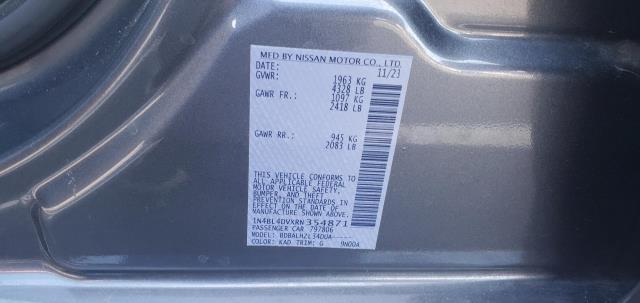 MFD BY NISSAN MOTOR CO., LTD.
DATE: 11/23
GVWR: 1963 KG
4328 LB
GAWR FR.: 1097 KG
2418 LB
GAWR RR.: 945 KG
2083 LB
THIS VEHICLE CONFORMS TO
ALL APPLICABLE FEDERAL
MOTOR VEHICLE SAFETY,
BUMPER, AND THEFT
PREVENTION STANDARDS IN
EFFECT ON THE DATE OF
MANUFACTURE SHOWN ABOVE.
1N4BL4DVXRN354871
PASSENGER CAR 797806
MODEL: BDBALHZL34DUA-----
COLOR: KAD TRIM: G 9N0DA